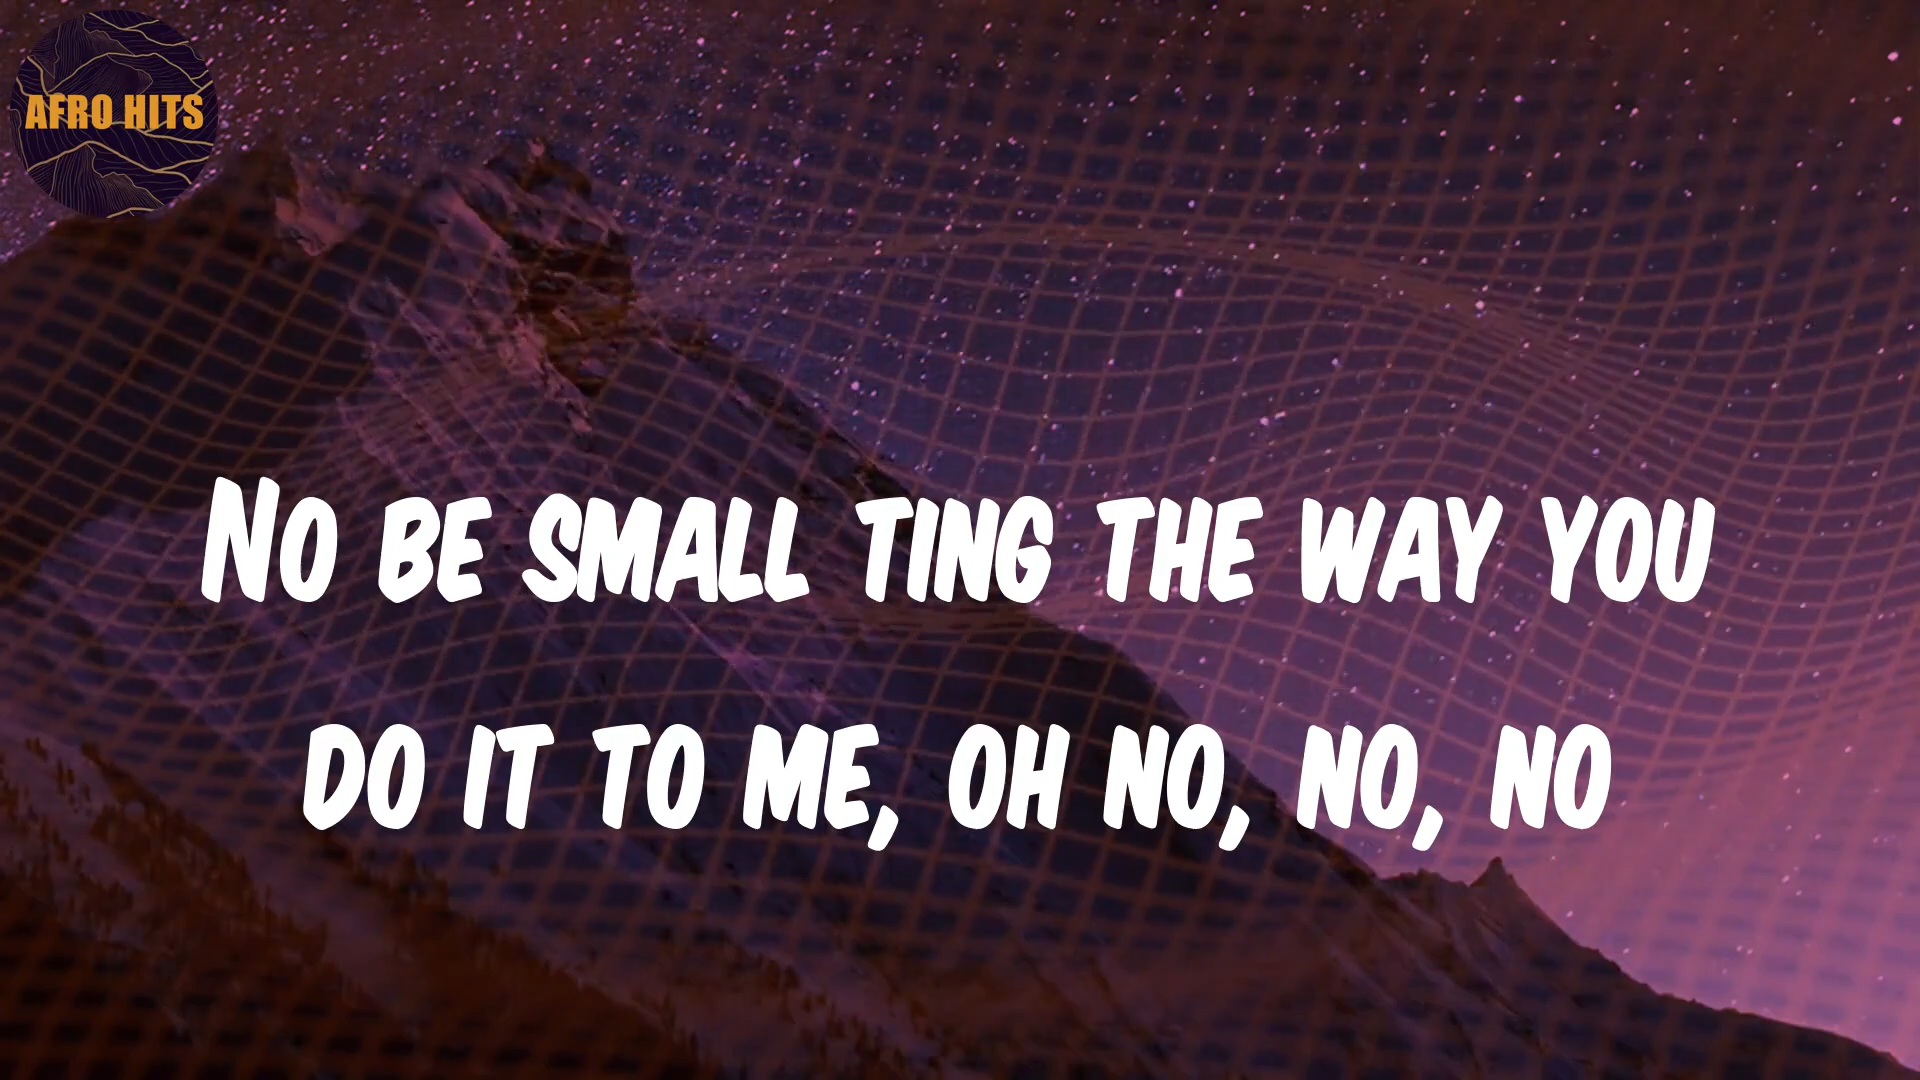 AFRO HITS
No be small ting the way you
do it to me, oh no, no, no